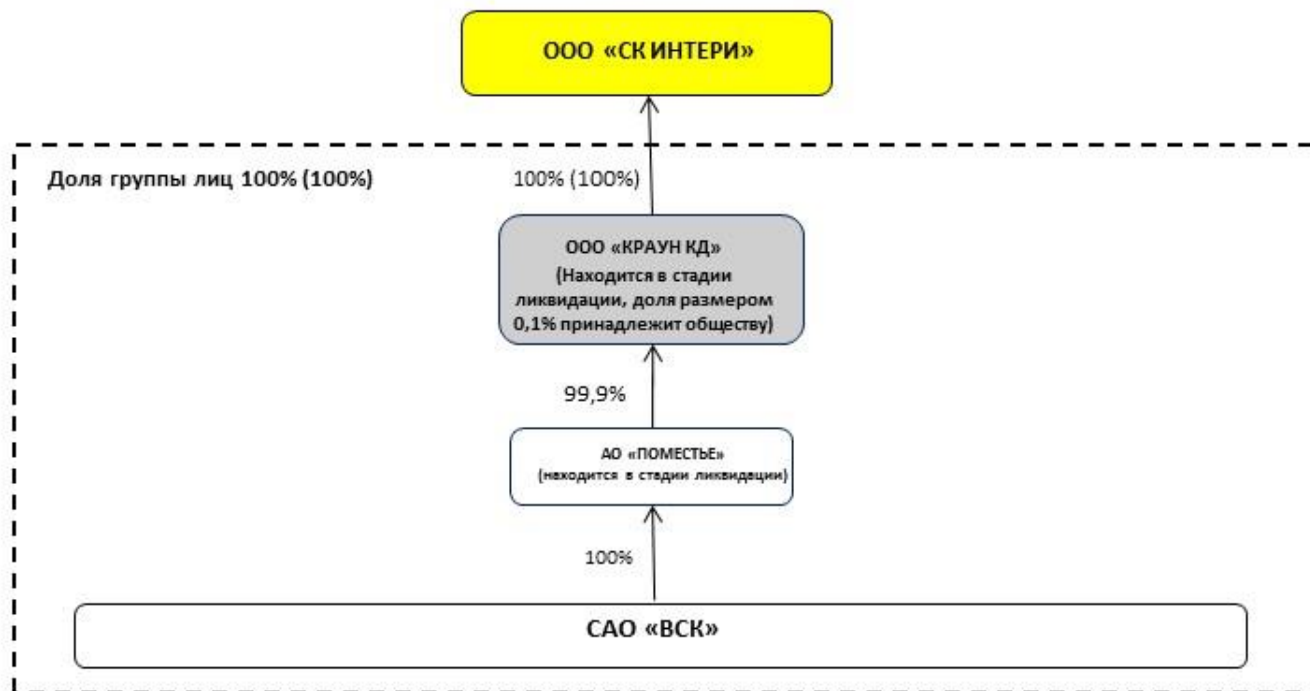 ООО «СК ИНТЕРИ»
Доля группы лиц 100% (100%)
100% (100%)
ООО «КРАУН КД»
(Находится в стадии
ликвидации, доля размером
0,1% принадлежит обществу)
99,9%
АО «ПОМЕСТЬЕ»
(находится в стадии ликвидации)
100%
САО «ВСК»